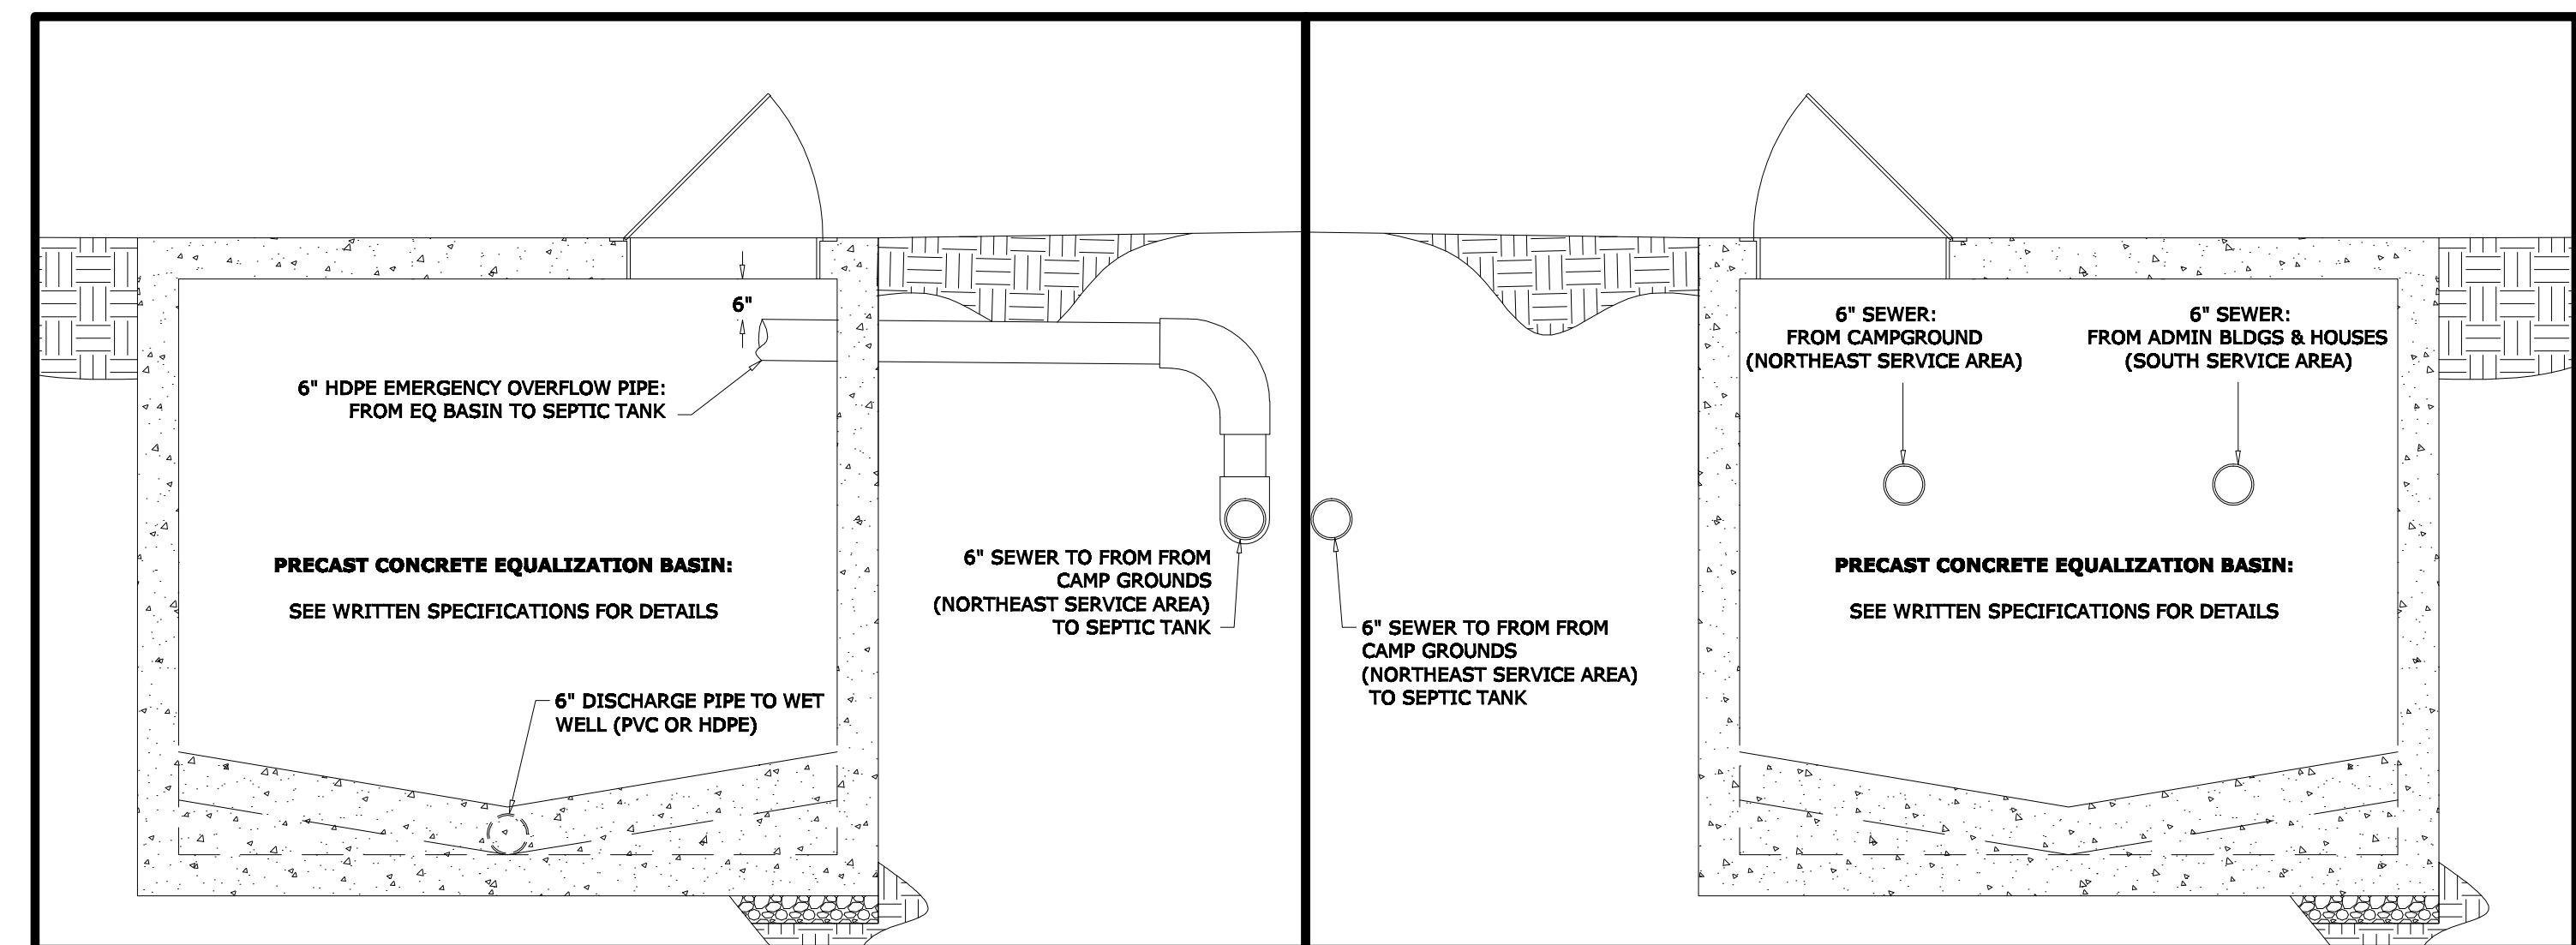 6"
6" HDPE EMERGENCY OVERFLOW PIPE:
FROM EQ BASIN TO SEPTIC TANK
PRECAST CONCRETE EQUALIZATION BASIN:
SEE WRITTEN SPECIFICATIONS FOR DETAILS
6" DISCHARGE PIPE TO WET
WELL (PVC OR HDPE)
6" SEWER TO FROM FROM
CAMP GROUNDS
(NORTHEAST SERVICE AREA)
TO SEPTIC TANK
6" SEWER TO FROM FROM
CAMP GROUNDS
(NORTHEAST SERVICE AREA)
TO SEPTIC TANK
6" SEWER:
FROM CAMPGROUND
(NORTHEAST SERVICE AREA)
6" SEWER:
FROM ADMIN BLDGS & HOUSES
(SOUTH SERVICE AREA)
PRECAST CONCRETE EQUALIZATION BASIN:
SEE WRITTEN SPECIFICATIONS FOR DETAILS